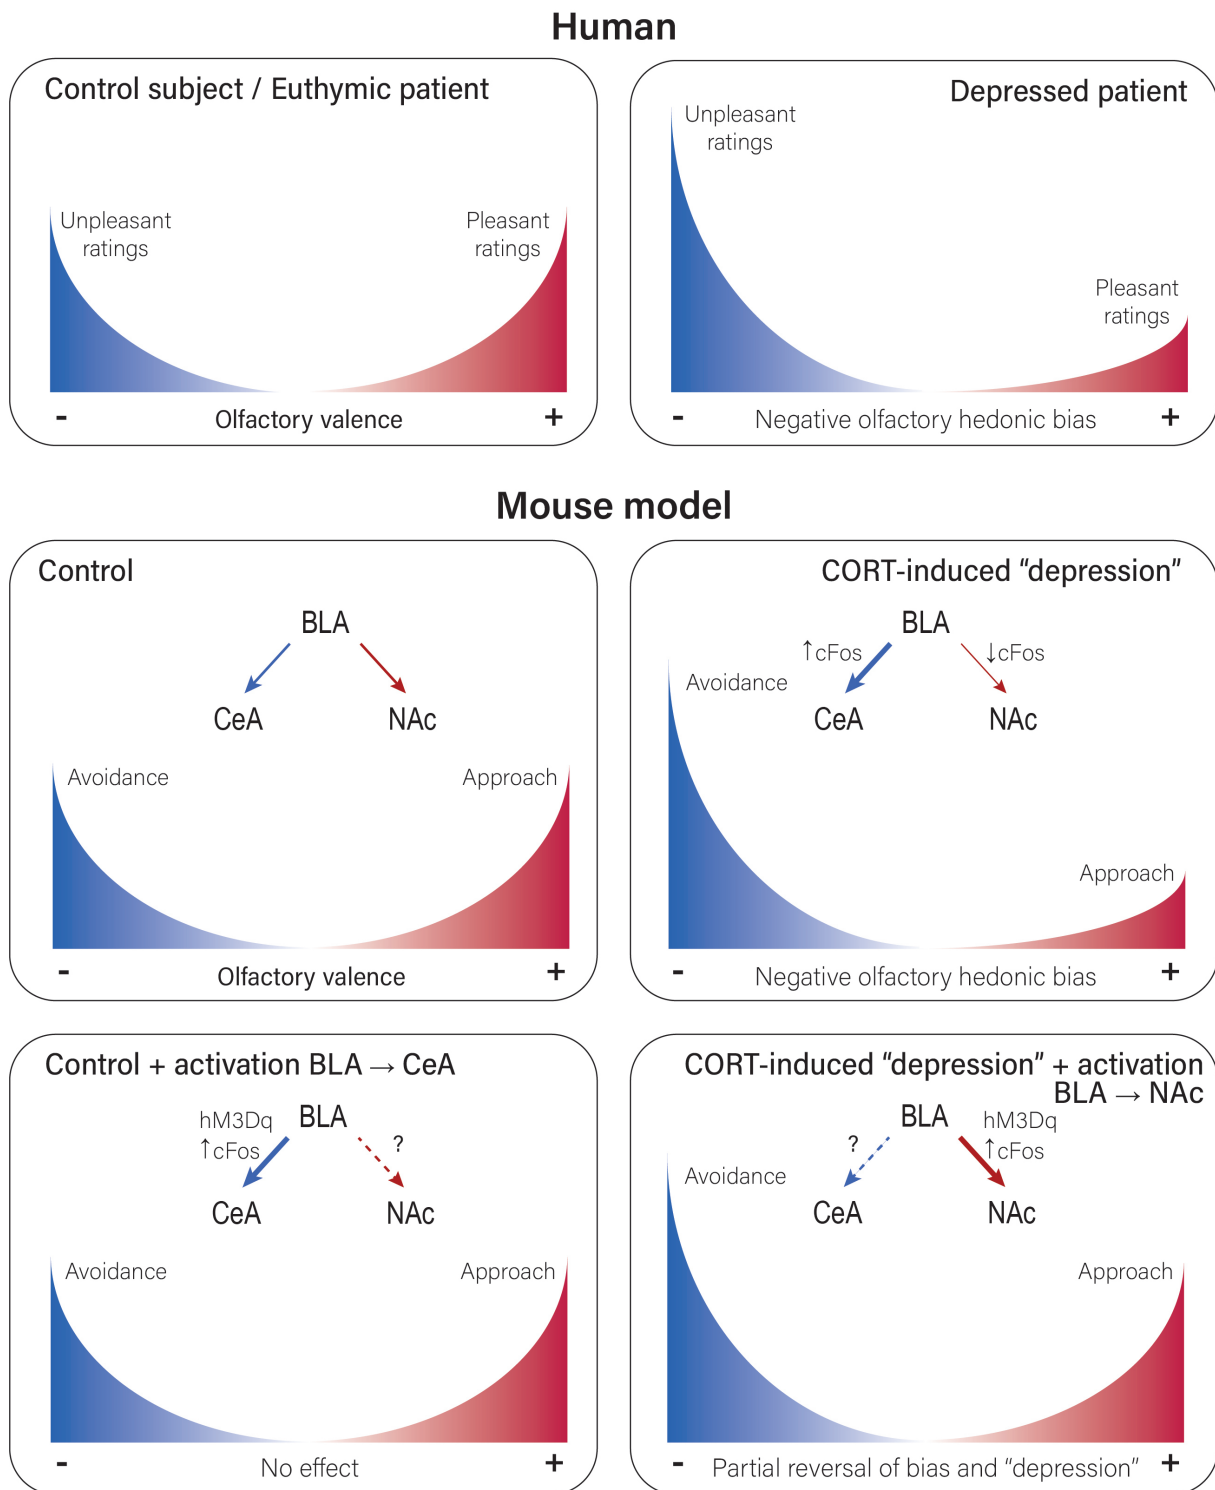 Human
Control subject / Euthymic patient
Unpleasant
ratings
Pleasant
ratings
-
Olfactory valence
+
Depressed patient
Unpleasant
ratings
Pleasant
ratings
-
Negative olfactory hedonic bias
+
Mouse model
Control
BLA
CeA
NAc
Avoidance
Approach
-
Olfactory valence
+
CORT-induced “depression”
BLA
↑cFos
↓cFos
Avoidance
CeA
NAc
Approach
-
Negative olfactory hedonic bias
+
Control + activation BLA → CeA
BLA
hM3Dq
↑cFos
?
CeA
NAc
Avoidance
Approach
-
No effect
+
CORT-induced “depression” + activation
BLA → NAc
BLA
hM3Dq
↑cFos
?
Avoidance
CeA
NAc
Approach
-
Partial reversal of bias and “depression”
+